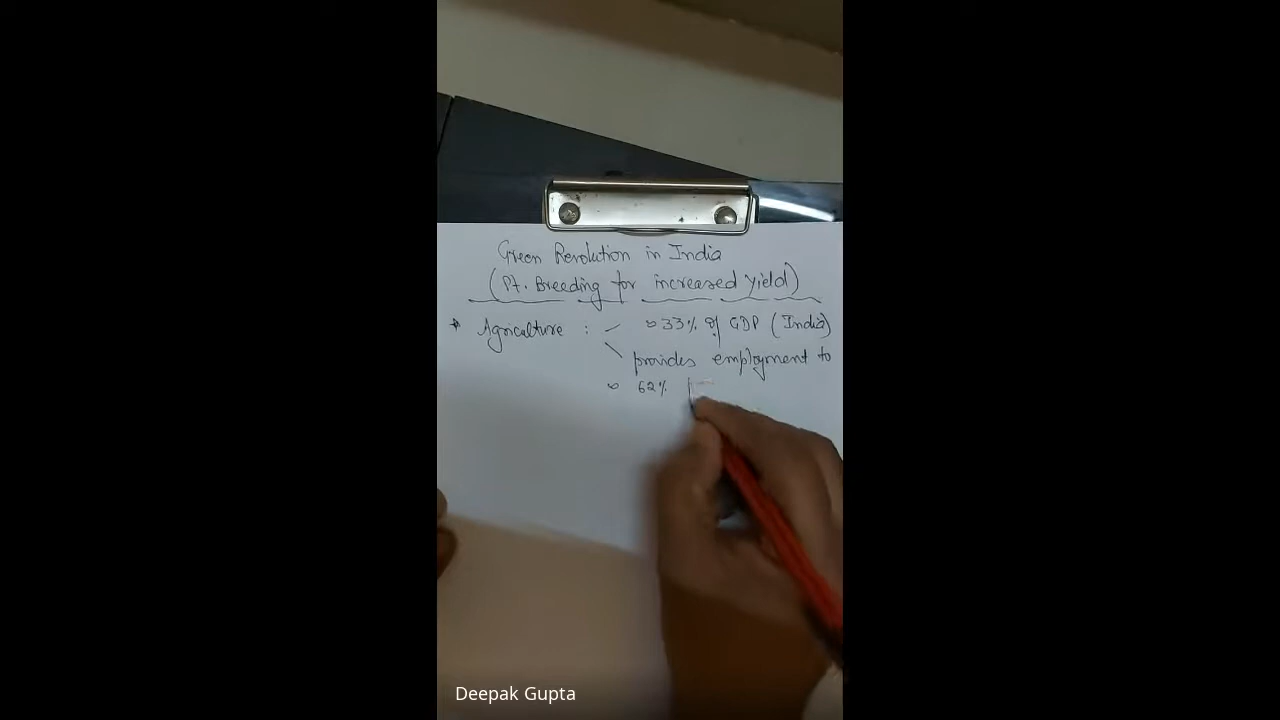 Green Revolution in India
(Pt. Breeding for increased yield)
* Agriculture : ~ 33% of GDP (India)
provides employment to
~ 62%
Deepak Gupta